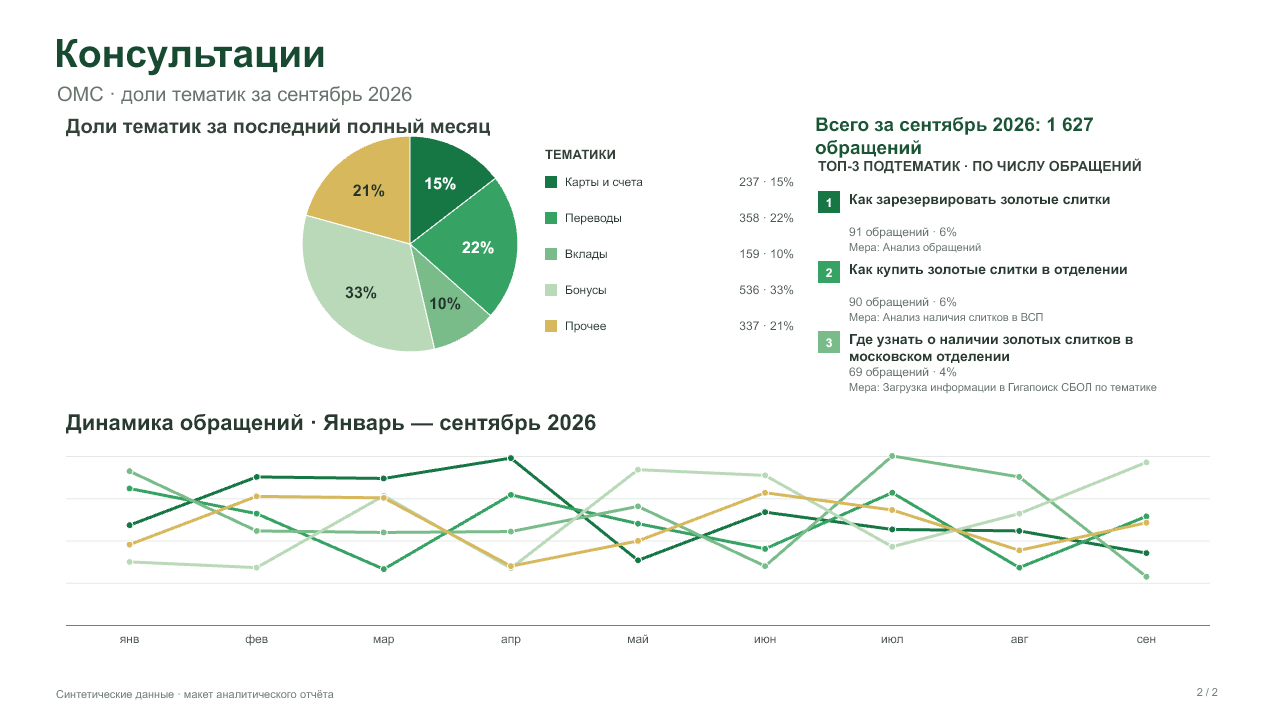 Консультации
ОМС · доли тематик за сентябрь 2026
Доли тематик за последний полный месяц
15%
22%
10%
33%
21%
ТЕМАТИКИ
Карты и счета 237 · 15%
Переводы 358 · 22%
Вклады 159 · 10%
Бонусы 536 · 33%
Прочее 337 · 21%
Всего за сентябрь 2026: 1 627
обращений
ТОП-3 ПОДТЕМАТИК · ПО ЧИСЛУ ОБРАЩЕНИЙ
1 Как зарезервировать золотые слитки
91 обращений · 6%
Мера: Анализ обращений
2 Как купить золотые слитки в отделении
90 обращений · 6%
Мера: Анализ наличия слитков в ВСП
3 Где узнать о наличии золотых слитков в
московском отделении
69 обращений · 4%
Мера: Загрузка информации в Гигапоиск СБОЛ по тематике
Динамика обращений · Январь — сентябрь 2026
янв фев мар апр май июн июл авг сен
Синтетические данные · макет аналитического отчёта
2 / 2